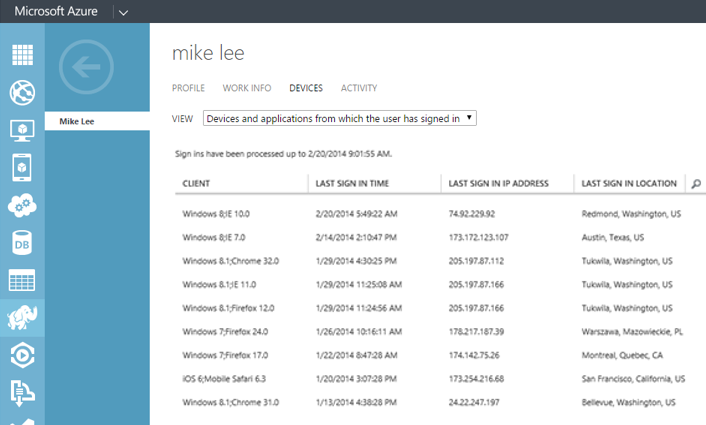 Microsoft Azure
mike lee
PROFILE WORK INFO DEVICES ACTIVITY
Mike Lee
VIEW Devices and applications from which the user has signed in
Sign ins have been processed up to 2/20/2014 9:01:55 AM.
CLIENT LAST SIGN IN TIME LAST SIGN IN IP ADDRESS LAST SIGN IN LOCATION
Windows 8;IE 10.0 2/20/2014 5:49:22 AM 74.92.229.92 Redmond, Washington, US
Windows 8;IE 7.0 2/14/2014 2:10:47 PM 173.172.123.107 Austin, Texas, US
Windows 8.1;Chrome 32.0 1/29/2014 4:30:25 PM 205.197.87.112 Tukwila, Washington, US
Windows 8.1;IE 11.0 1/29/2014 11:25:08 AM 205.197.87.166 Tukwila, Washington, US
Windows 8.1;Firefox 12.0 1/29/2014 11:24:56 AM 205.197.87.166 Tukwila, Washington, US
Windows 7;Firefox 24.0 1/26/2014 10:16:11 AM 178.217.187.39 Warszawa, Mazowieckie, PL
Windows 7;Firefox 17.0 1/22/2014 8:47:28 AM 174.142.75.26 Montreal, Quebec, CA
iOS 6;Mobile Safari 6.3 1/20/2014 3:07:28 PM 173.254.216.68 San Francisco, California, US
Windows 8.1;Chrome 31.0 1/13/2014 4:38:28 PM 24.22.247.197 Bellevue, Washington, US
DB